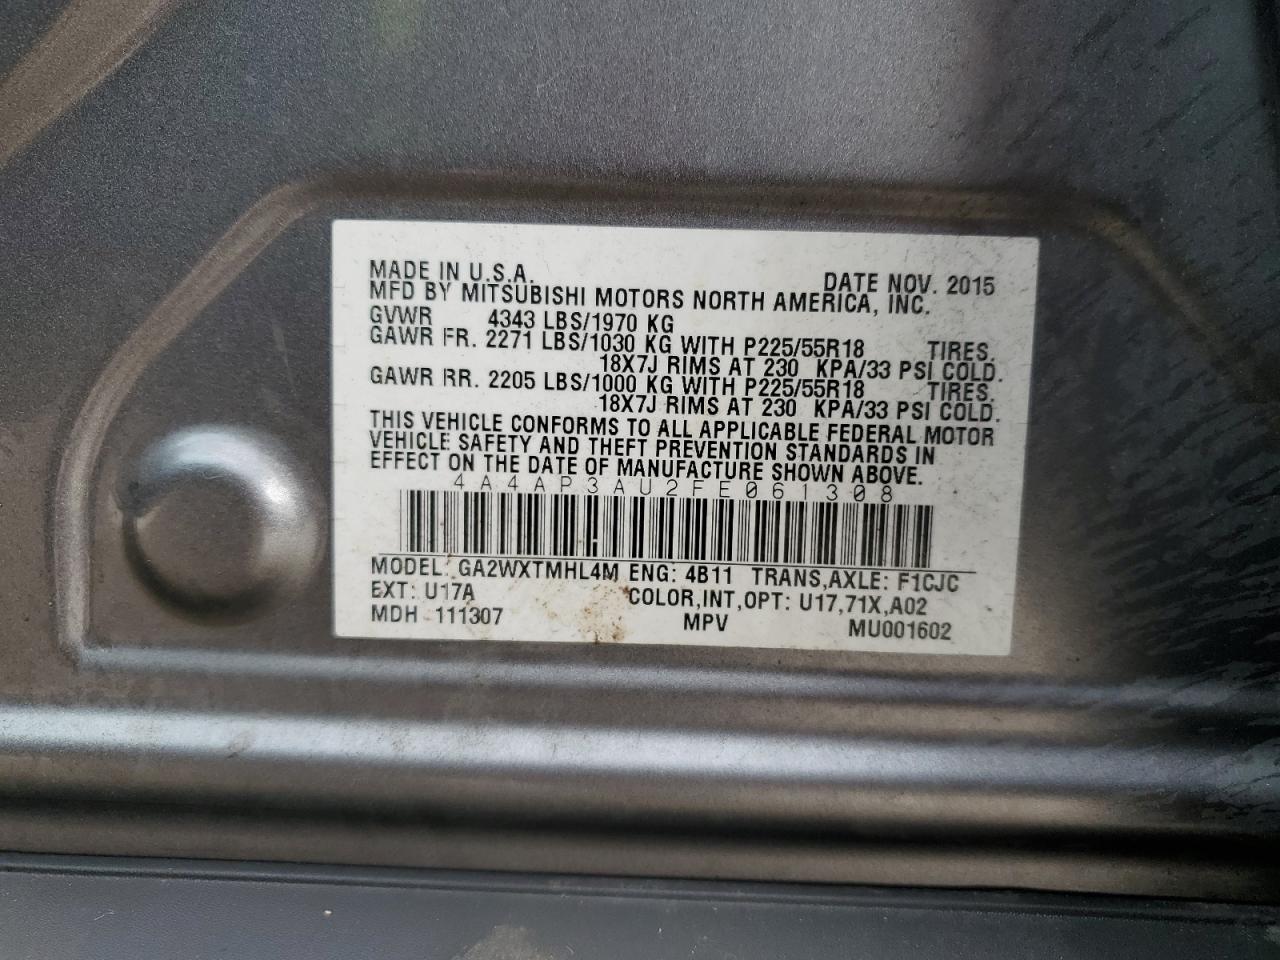 MADE IN U.S.A. DATE NOV. 2015
MFD BY MITSUBISHI MOTORS NORTH AMERICA, INC.
GVWR 4343 LBS/1970 KG
GAWR FR. 2271 LBS/1030 KG WITH P225/55R18 TIRES.
18X7J RIMS AT 230 KPA/33 PSI COLD.
GAWR RR. 2205 LBS/1000 KG WITH P225/55R18 TIRES.
18X7J RIMS AT 230 KPA/33 PSI COLD.
THIS VEHICLE CONFORMS TO ALL APPLICABLE FEDERAL MOTOR
VEHICLE SAFETY AND THEFT PREVENTION STANDARDS IN
EFFECT ON THE DATE OF MANUFACTURE SHOWN ABOVE.
4A4AP3AU2FE061308
MODEL: GA2WXTMHL4M ENG: 4B11 TRANS,AXLE: F1CJC
EXT: U17A COLOR,INT,OPT: U17,71X,A02
MDH 111307 MPV MU001602